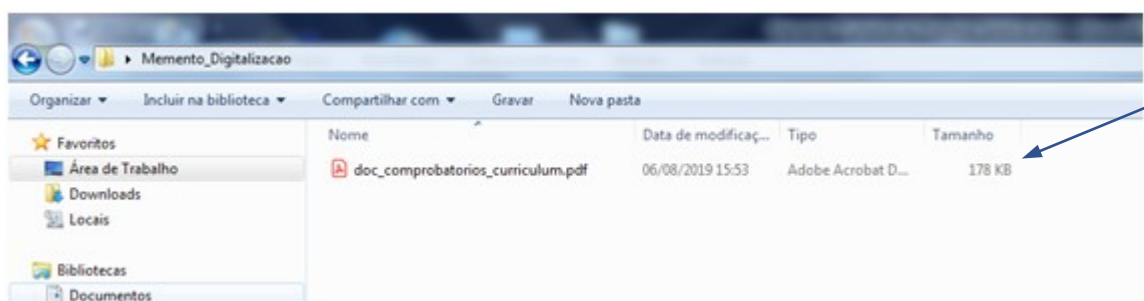 Memento_Digitalizacao
Organizar Incluir na biblioteca Compartilhar com Gravar Nova pasta
Nome Data de modificaç... Tipo Tamanho
Favoritos
Área de Trabalho
Downloads
Locais
doc_comprobatorios_curriculum.pdf 06/08/2019 15:53 Adobe Acrobat D... 178 KB
Bibliotecas
Documentos